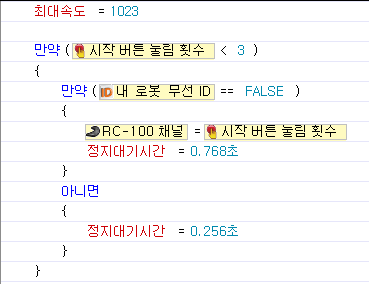 최대속도 = 1023
만약 ( 시작 버튼 눌림 횟수 < 3 )
{
만약 ( ID 내 로봇 무선 ID == FALSE )
{
RC-100 채널 = 시작 버튼 눌림 횟수
정지대기시간 = 0.768초
}
아니면
{
정지대기시간 = 0.256초
}
}